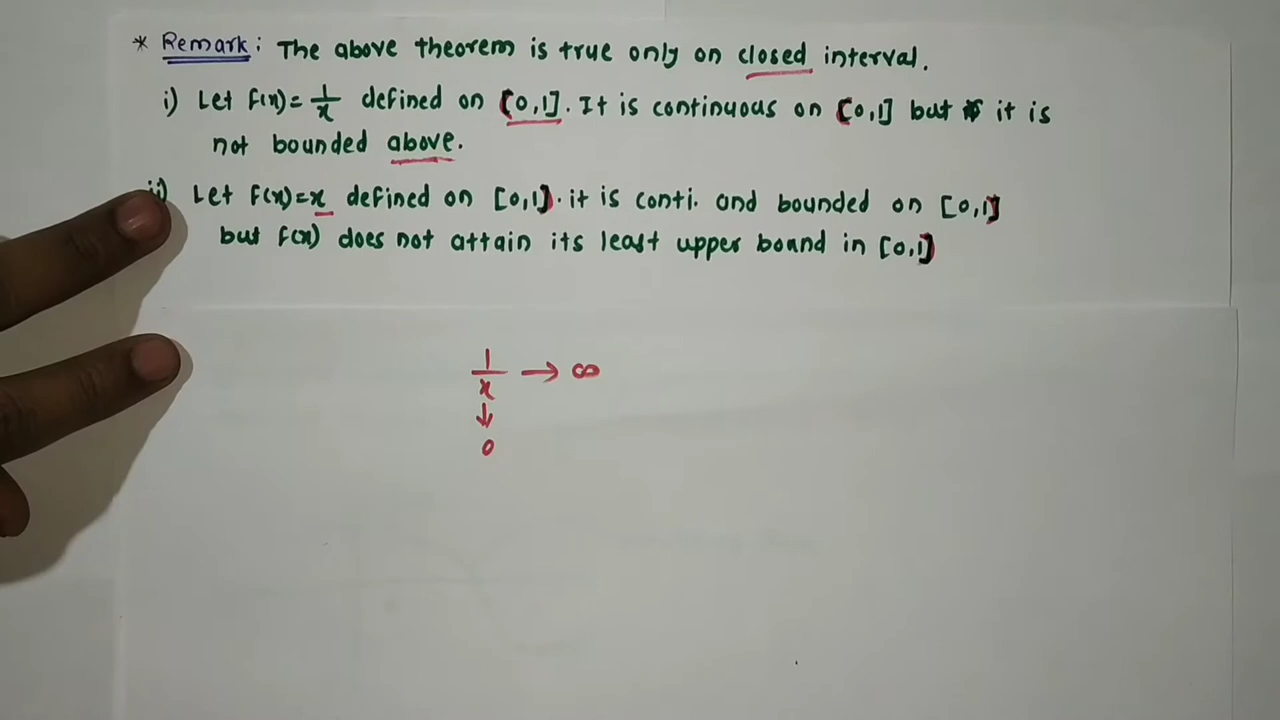 * Remark: The above theorem is true only on closed interval.
i) Let f(x)= 1/x defined on (0,1]. It is continuous on (0,1] but it is
not bounded above.
ii) Let f(x)=x defined on [0,1). it is conti. and bounded on [0,1)
but f(x) does not attain its least upper bound in [0,1)
1/x → ∞
↓
0